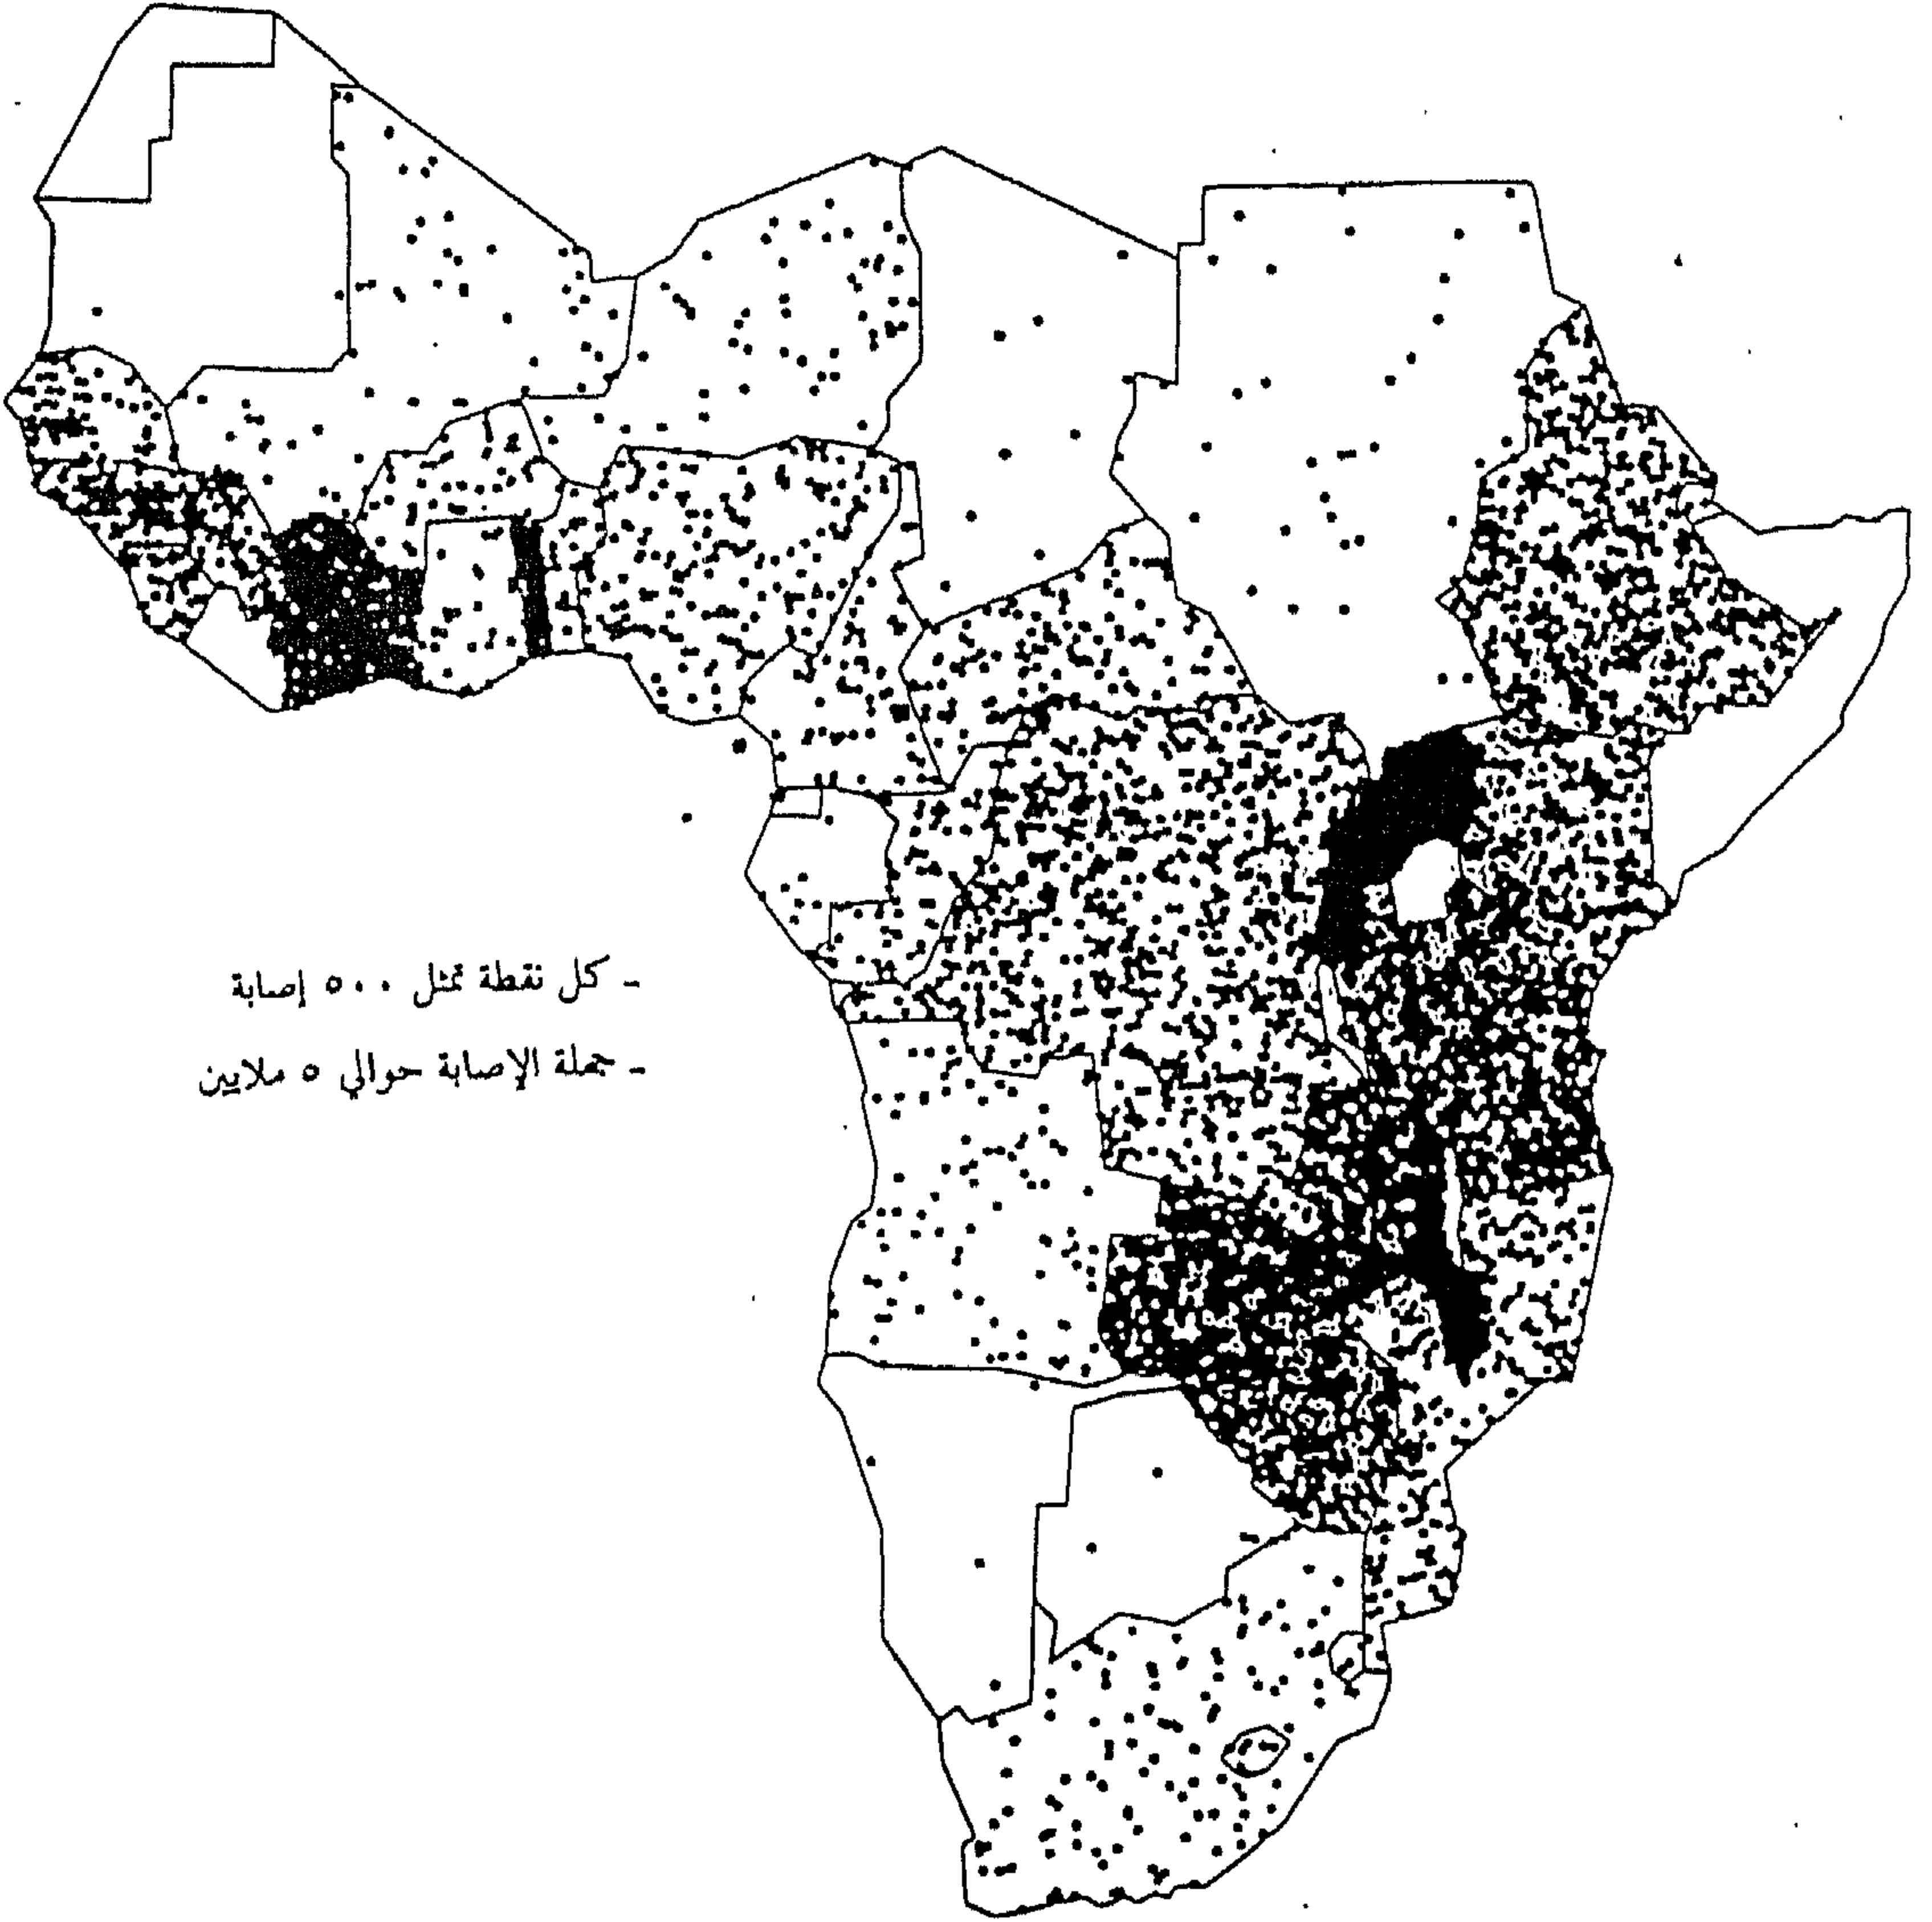 - كل نقطة تمثل ٥٠٠ إصابة
- جملة الإصابة حوالي ٥ ملايين